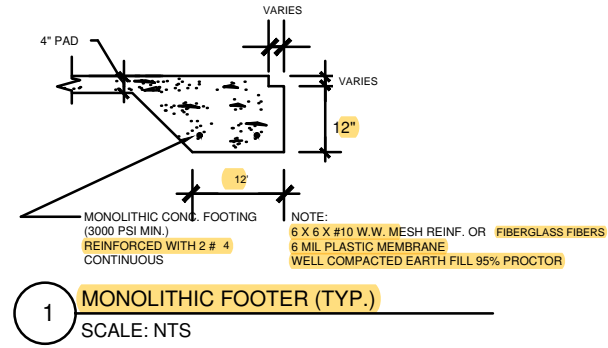 VARIES
4" PAD
VARIES
12"
12'
MONOLITHIC CONC. FOOTING
(3000 PSI MIN.)
REINFORCED WITH 2 # 4
CONTINUOUS
NOTE:
6 X 6 X #10 W.W. MESH REINF. OR FIBERGLASS FIBERS
6 MIL PLASTIC MEMBRANE
WELL COMPACTED EARTH FILL 95% PROCTOR
1
MONOLITHIC FOOTER (TYP.)
SCALE: NTS